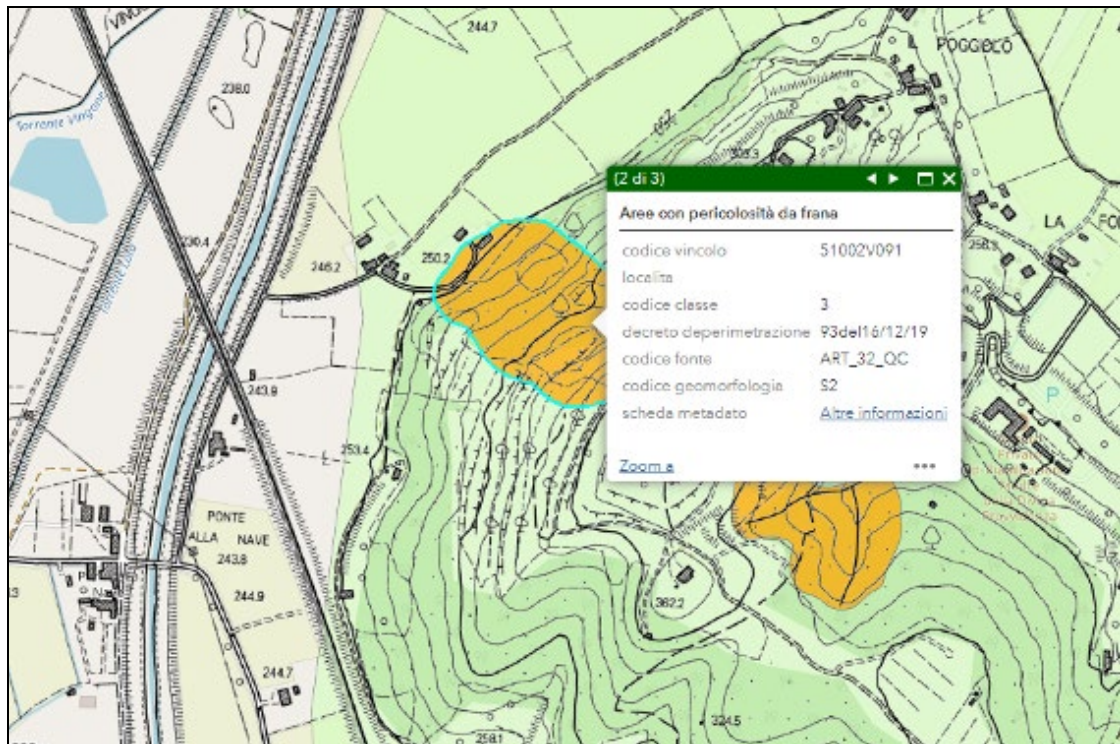 244.7
POGGIOLO
238.0
Torrente Vingone
(2 di 3)
Aree con pericolosità da frana
LA
codice vincolo 51002V091
230.4
250.2
località
246.2
codice classe 3
decreto deperimetrazione 93del16/12/19
codice fonte ART_32_QC
243.9
codice geomorfologia S2
P
scheda metadato Altre informazioni
253.4
Zoom a
PONTE
ALLA NAVE
243.8
244.9
362.2
244.7
324.5
258.1